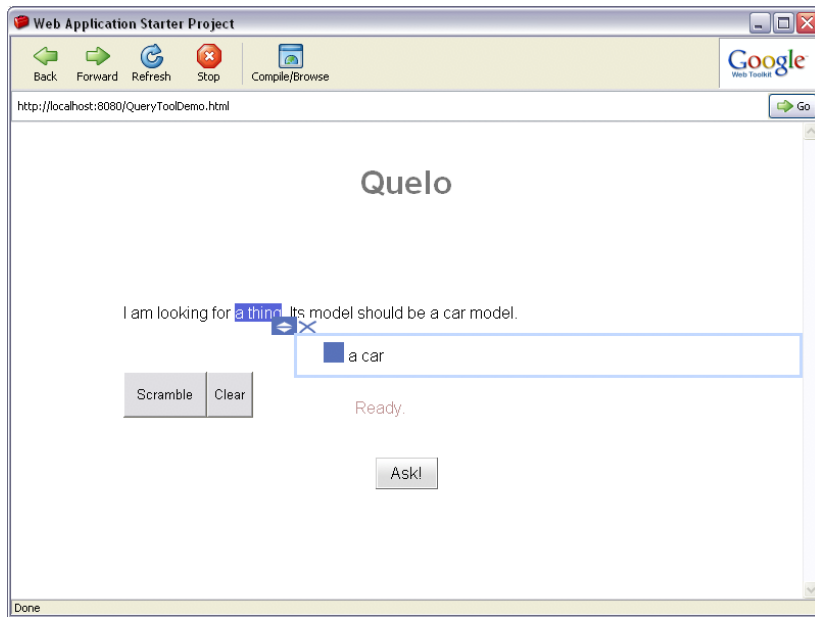 Web Application Starter Project
Back Forward Refresh Stop Compile/Browse
Google
Web Toolkit
http://localhost:8080/QueryToolDemo.html Go
Quelo
I am looking for a thing. Its model should be a car model.
a car
Scramble Clear
Ready.
Ask!
Done